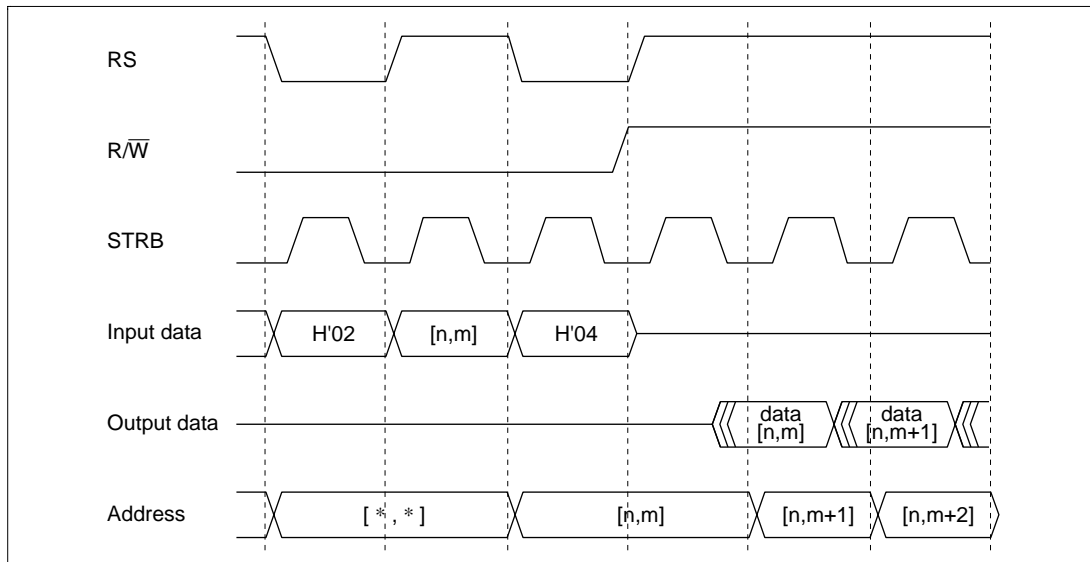 RS
R/W̅
STRB
Input data H'02 [n,m] H'04
Output data data [n,m] data [n,m+1]
Address [ * , * ] [n,m] [n,m+1] [n,m+2]